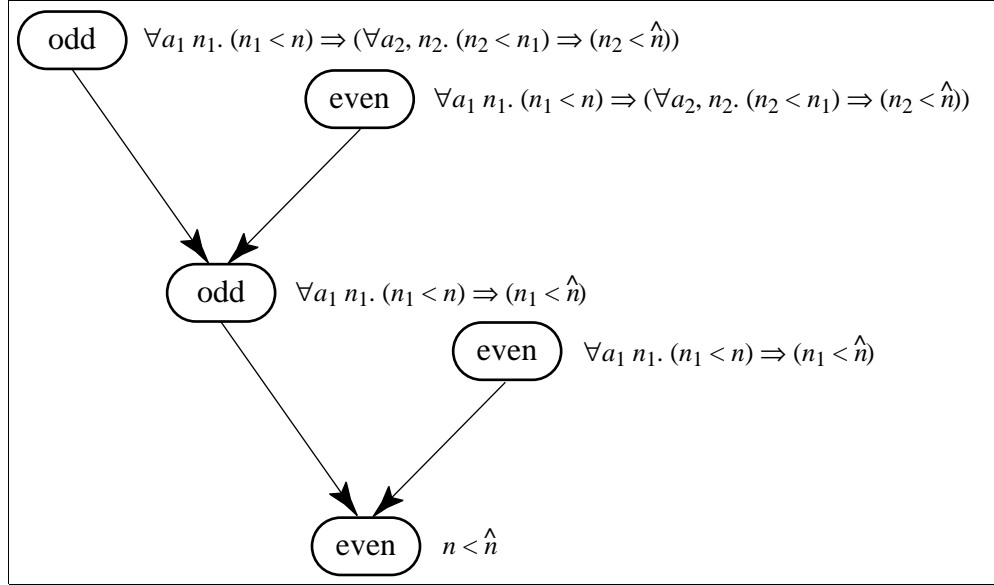 odd ∀a₁ n₁. (n₁ < n) ⇒ (∀a₂, n₂. (n₂ < n₁) ⇒ (n₂ < n̂))
even ∀a₁ n₁. (n₁ < n) ⇒ (∀a₂, n₂. (n₂ < n₁) ⇒ (n₂ < n̂))
odd ∀a₁ n₁. (n₁ < n) ⇒ (n₁ < n̂)
even ∀a₁ n₁. (n₁ < n) ⇒ (n₁ < n̂)
even n < n̂